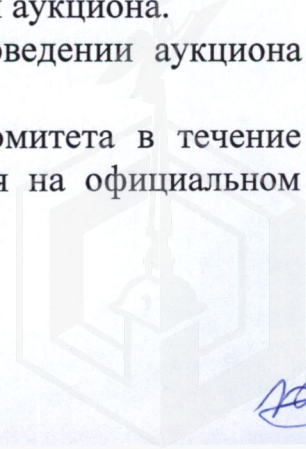 аукциона.
оведении аукциона
омитета в течение
я на официальном